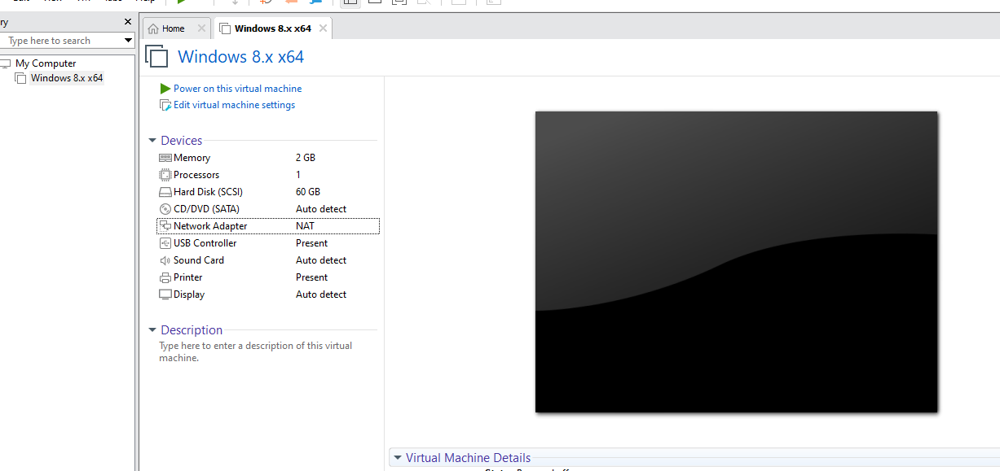 ry
Type here to search
My Computer
Windows 8.x x64
Home
Windows 8.x x64
Windows 8.x x64
Power on this virtual machine
Edit virtual machine settings
Devices
Memory 2 GB
Processors 1
Hard Disk (SCSI) 60 GB
CD/DVD (SATA) Auto detect
Network Adapter NAT
USB Controller Present
Sound Card Auto detect
Printer Present
Display Auto detect
Description
Type here to enter a description of this virtual
machine.
Virtual Machine Details